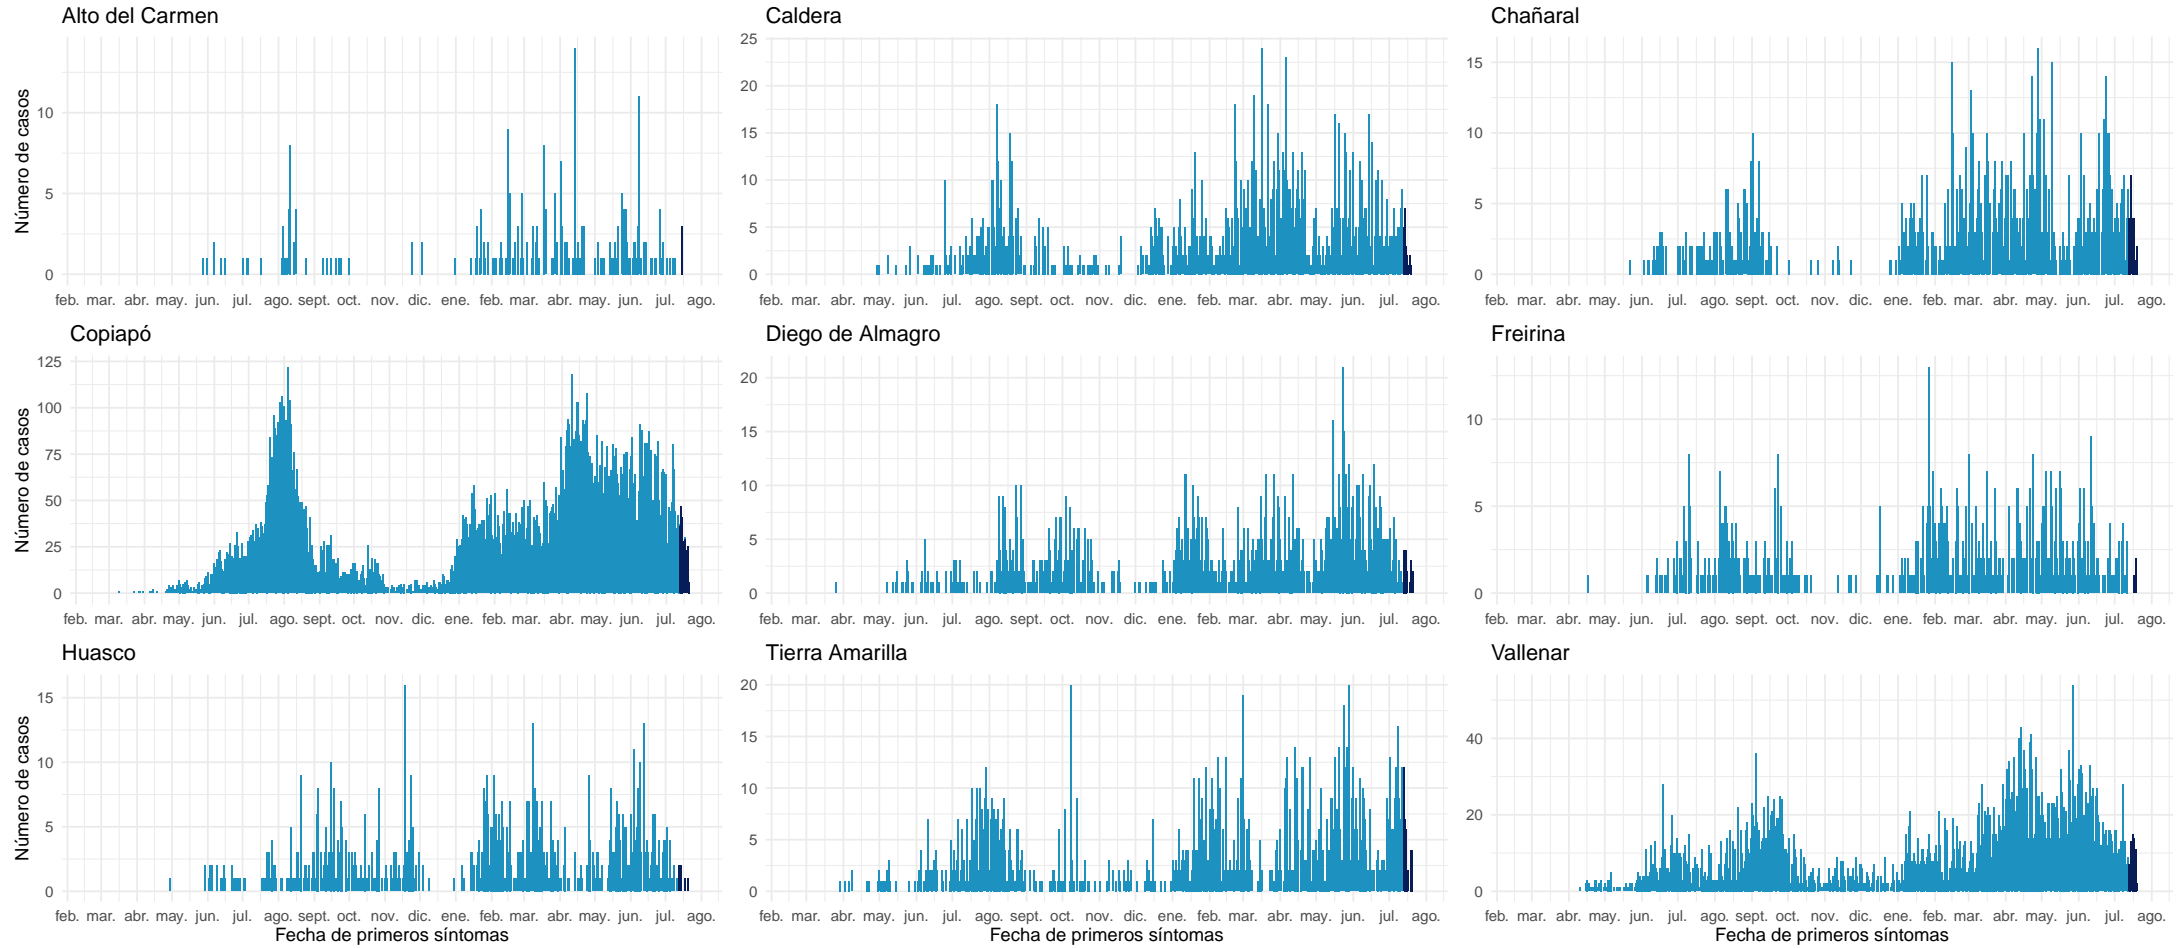 Alto del Carmen
Número de casos
10
5
0
feb. mar. abr. may. jun. jul. ago. sept. oct. nov. dic. ene. feb. mar. abr. may. jun. jul. ago.
Caldera
25
20
15
10
5
0
feb. mar. abr. may. jun. jul. ago. sept. oct. nov. dic. ene. feb. mar. abr. may. jun. jul. ago.
Chañaral
15
10
5
0
feb. mar. abr. may. jun. jul. ago. sept. oct. nov. dic. ene. feb. mar. abr. may. jun. jul. ago.
Copiapó
Número de casos
125
100
75
50
25
0
feb. mar. abr. may. jun. jul. ago. sept. oct. nov. dic. ene. feb. mar. abr. may. jun. jul. ago.
Diego de Almagro
20
15
10
5
0
feb. mar. abr. may. jun. jul. ago. sept. oct. nov. dic. ene. feb. mar. abr. may. jun. jul. ago.
Freirina
10
5
0
feb. mar. abr. may. jun. jul. ago. sept. oct. nov. dic. ene. feb. mar. abr. may. jun. jul. ago.
Huasco
Número de casos
15
10
5
0
feb. mar. abr. may. jun. jul. ago. sept. oct. nov. dic. ene. feb. mar. abr. may. jun. jul. ago.
Fecha de primeros síntomas
Tierra Amarilla
20
15
10
5
0
feb. mar. abr. may. jun. jul. ago. sept. oct. nov. dic. ene. feb. mar. abr. may. jun. jul. ago.
Fecha de primeros síntomas
Vallenar
40
20
0
feb. mar. abr. may. jun. jul. ago. sept. oct. nov. dic. ene. feb. mar. abr. may. jun. jul. ago.
Fecha de primeros síntomas